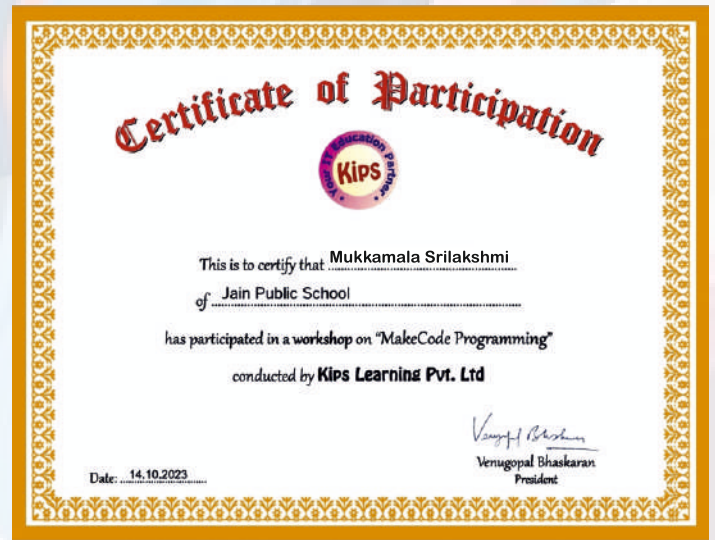 Certificate of Participation
Your IT Education Partner
Kips
This is to certify that Mukkamala Srilakshmi
of Jain Public School
has participated in a workshop on "MakeCode Programming"
conducted by Kips Learning Pvt. Ltd
Venugopal Bhaskaran
Date: 14.10.2023
President